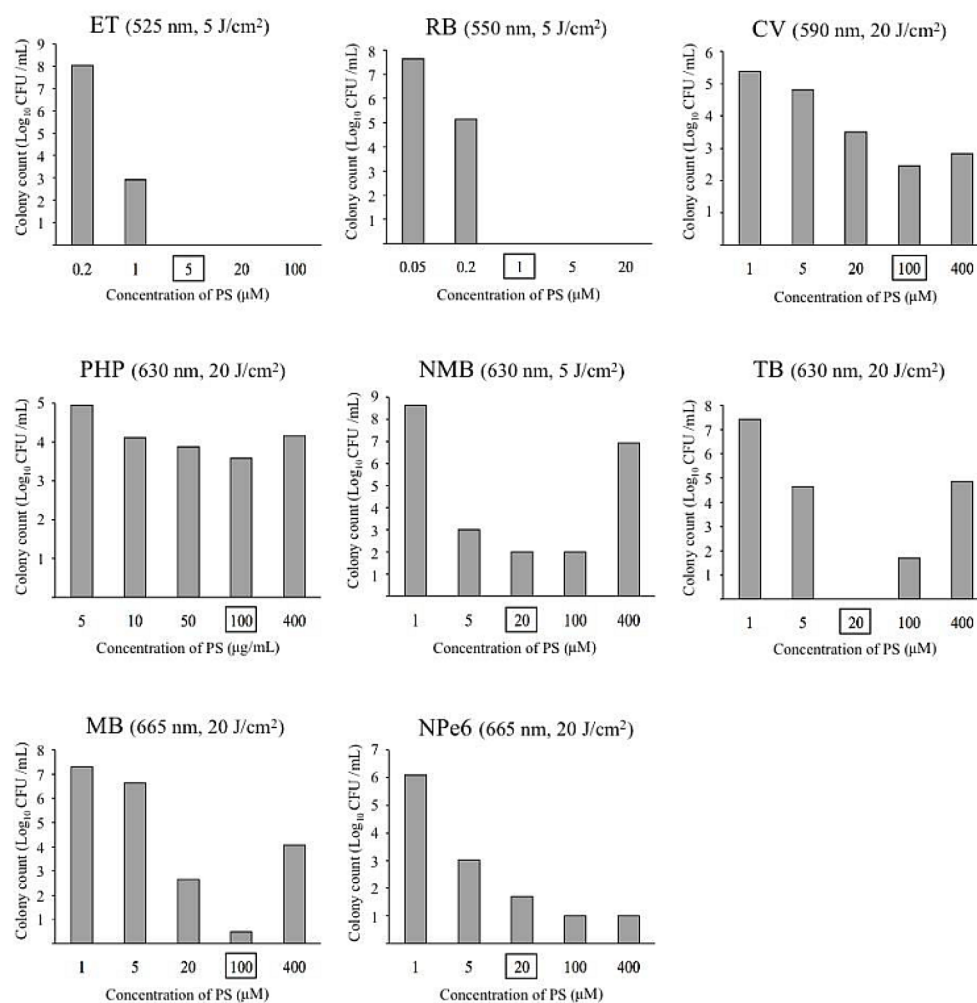 ET (525 nm, 5 J/cm²)
Colony count (Log₁₀ CFU /mL)
9
8
7
6
5
4
3
2
1
0.2 1 5 20 100
Concentration of PS (μM)
RB (550 nm, 5 J/cm²)
Colony count (Log₁₀ CFU /mL)
8
7
6
5
4
3
2
1
0.05 0.2 1 5 20
Concentration of PS (μM)
CV (590 nm, 20 J/cm²)
Colony count (Log₁₀ CFU /mL)
6
5
4
3
2
1
1 5 20 100 400
Concentration of PS (μM)
PHP (630 nm, 20 J/cm²)
Colony count (Log₁₀ CFU /mL)
5
4
3
2
1
5 10 50 100 400
Concentration of PS (μg/mL)
NMB (630 nm, 5 J/cm²)
Colony count (Log₁₀ CFU /mL)
9
8
7
6
5
4
3
2
1
1 5 20 100 400
Concentration of PS (μM)
TB (630 nm, 20 J/cm²)
Colony count (Log₁₀ CFU /mL)
8
7
6
5
4
3
2
1
1 5 20 100 400
Concentration of PS (μM)
MB (665 nm, 20 J/cm²)
Colony count (Log₁₀ CFU /mL)
8
7
6
5
4
3
2
1
1 5 20 100 400
Concentration of PS (μM)
NPe6 (665 nm, 20 J/cm²)
Colony count (Log₁₀ CFU /mL)
7
6
5
4
3
2
1
1 5 20 100 400
Concentration of PS (μM)